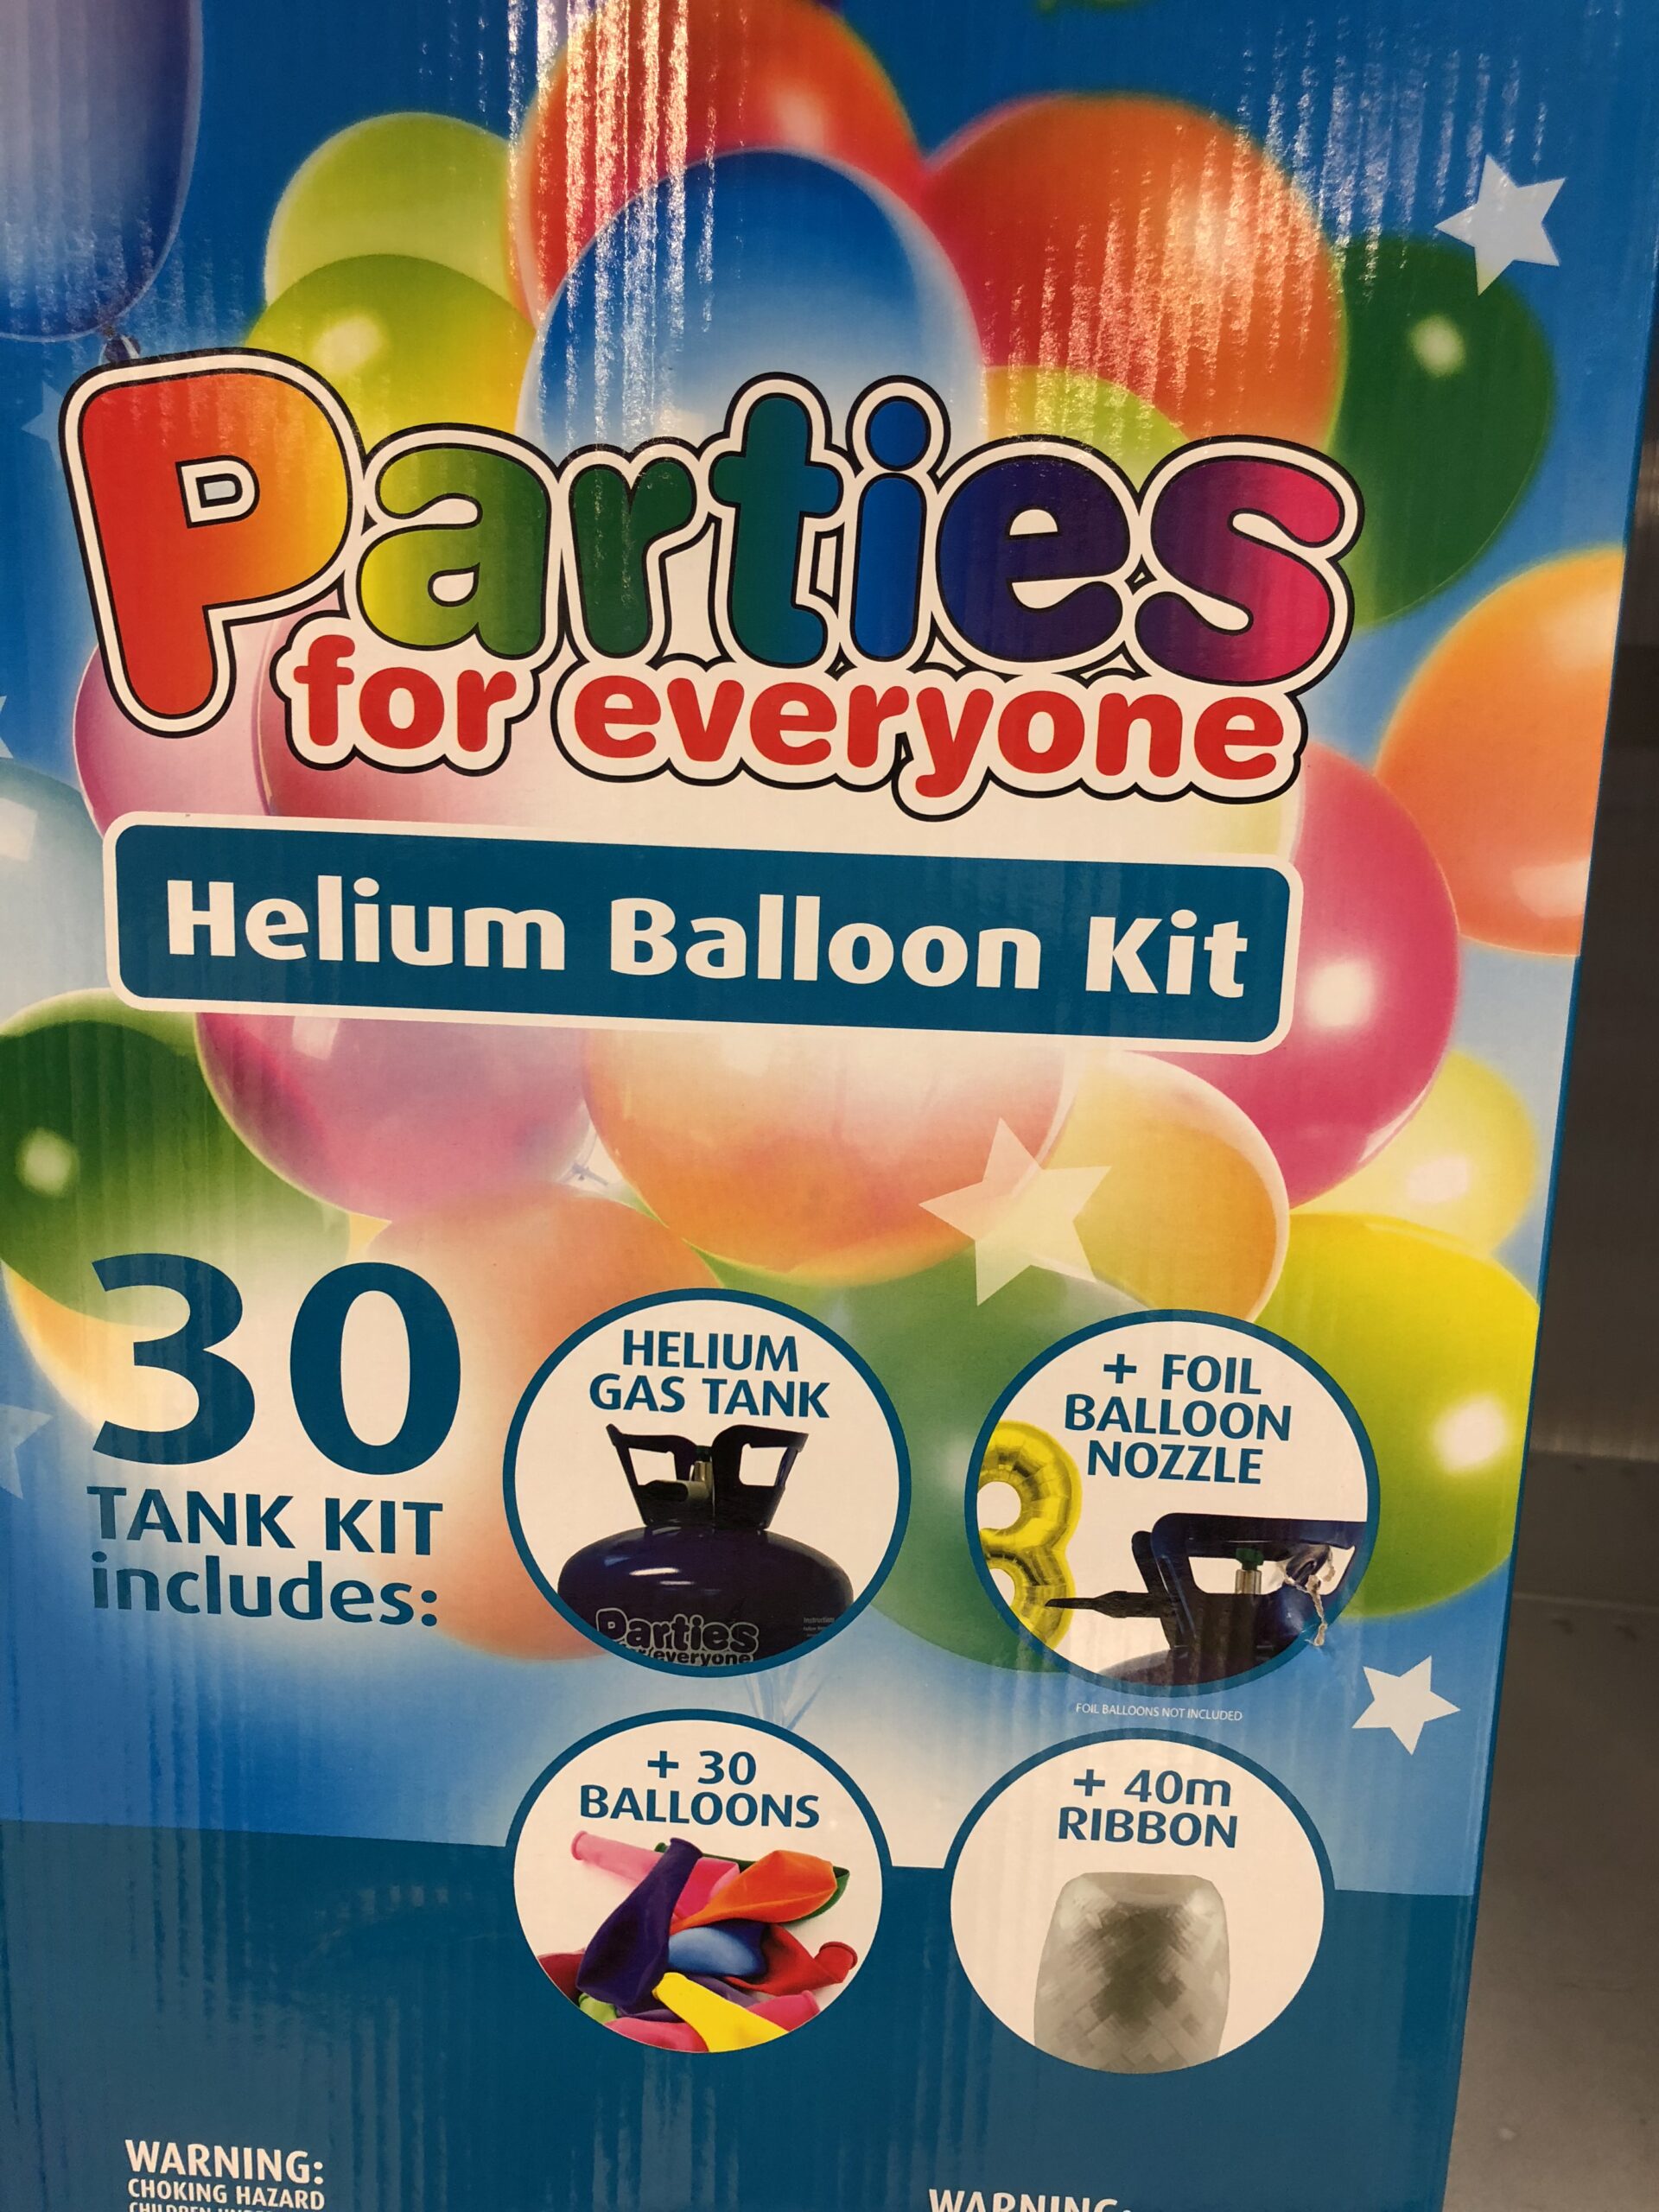 Parties
for everyone
Helium Balloon Kit
30
TANK KIT
includes:
HELIUM
GAS TANK
Parties
everyone
+ FOIL
BALLOON
NOZZLE
FOIL BALLOONS NOT INCLUDED
+ 30
BALLOONS
+ 40m
RIBBON
WARNING:
CHOKING HAZARD
WARNING: